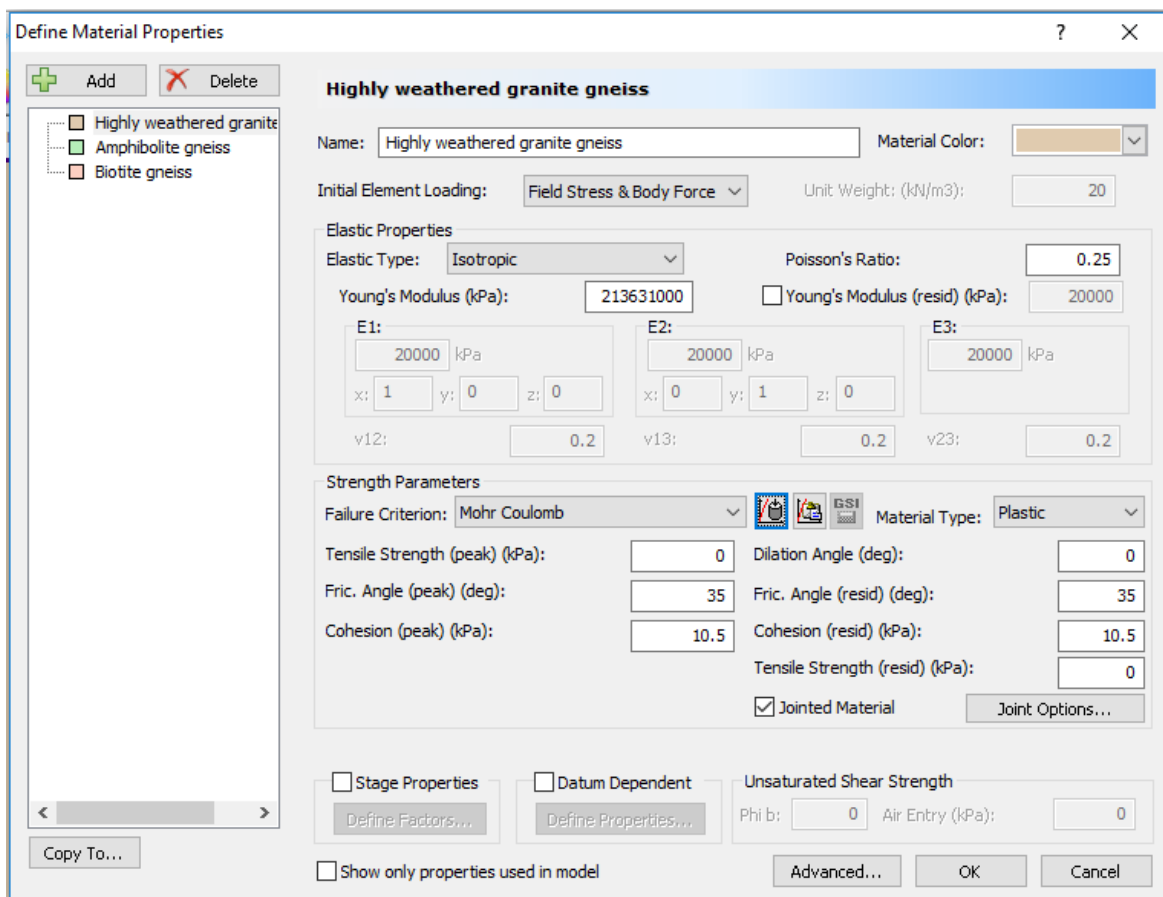 Define Material Properties
?
Add
Delete
Highly weathered granite
Amphibolite gneiss
Biotite gneiss
Copy To...
Highly weathered granite gneiss
Name: Highly weathered granite gneiss
Material Color:
Initial Element Loading: Field Stress & Body Force
Unit Weight: (kN/m3): 20
Elastic Properties
Elastic Type: Isotropic
Poisson's Ratio: 0.25
Young's Modulus (kPa): 213631000
Young's Modulus (resid) (kPa): 20000
E1:
20000 kPa
x: 1 y: 0 z: 0
E2:
20000 kPa
x: 0 y: 1 z: 0
E3:
20000 kPa
v12: 0.2
v13: 0.2
v23: 0.2
Strength Parameters
Failure Criterion: Mohr Coulomb
GSI
Material Type: Plastic
Tensile Strength (peak) (kPa): 0
Dilation Angle (deg): 0
Fric. Angle (peak) (deg): 35
Fric. Angle (resid) (deg): 35
Cohesion (peak) (kPa): 10.5
Cohesion (resid) (kPa): 10.5
Tensile Strength (resid) (kPa): 0
Jointed Material
Joint Options...
Stage Properties
Define Factors...
Datum Dependent
Define Properties...
Unsaturated Shear Strength
Phi b: 0 Air Entry (kPa): 0
Show only properties used in model
Advanced...
OK
Cancel